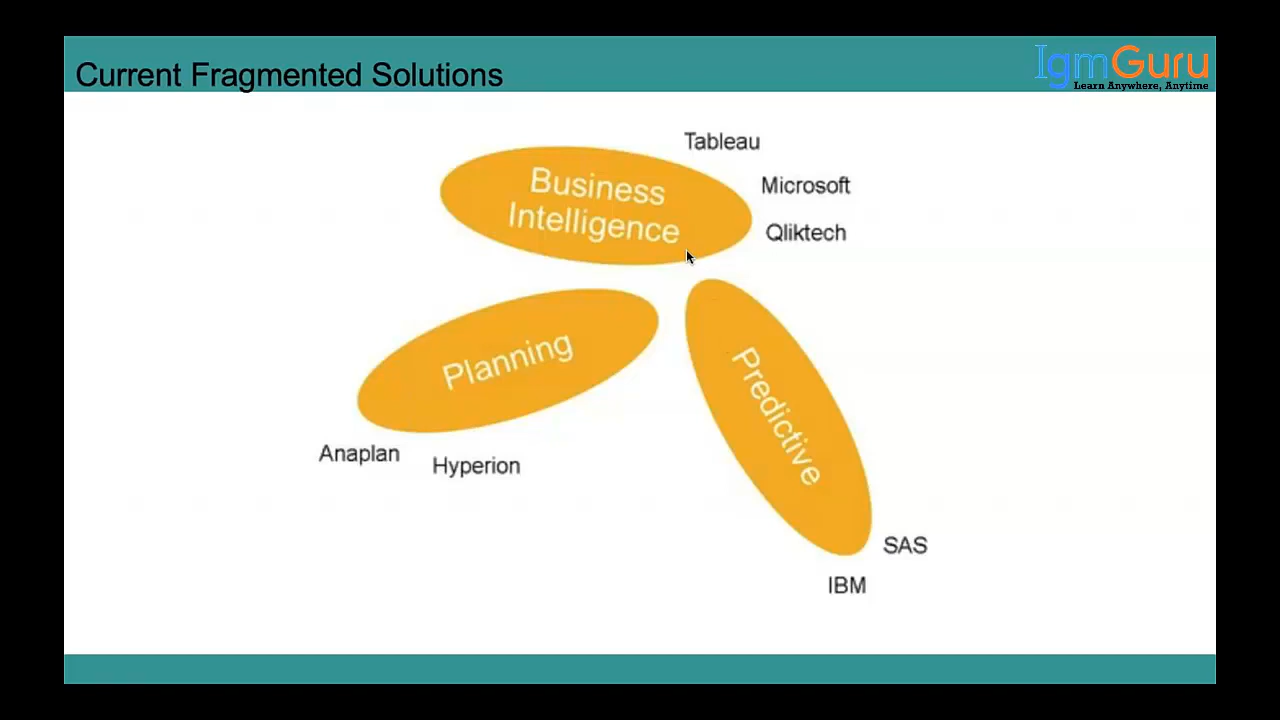 Current Fragmented Solutions
IgmGuru
Learn Anywhere, Anytime
Tableau
Business
Intelligence
Microsoft
Qliktech
Planning
Predictive
Anaplan
Hyperion
SAS
IBM